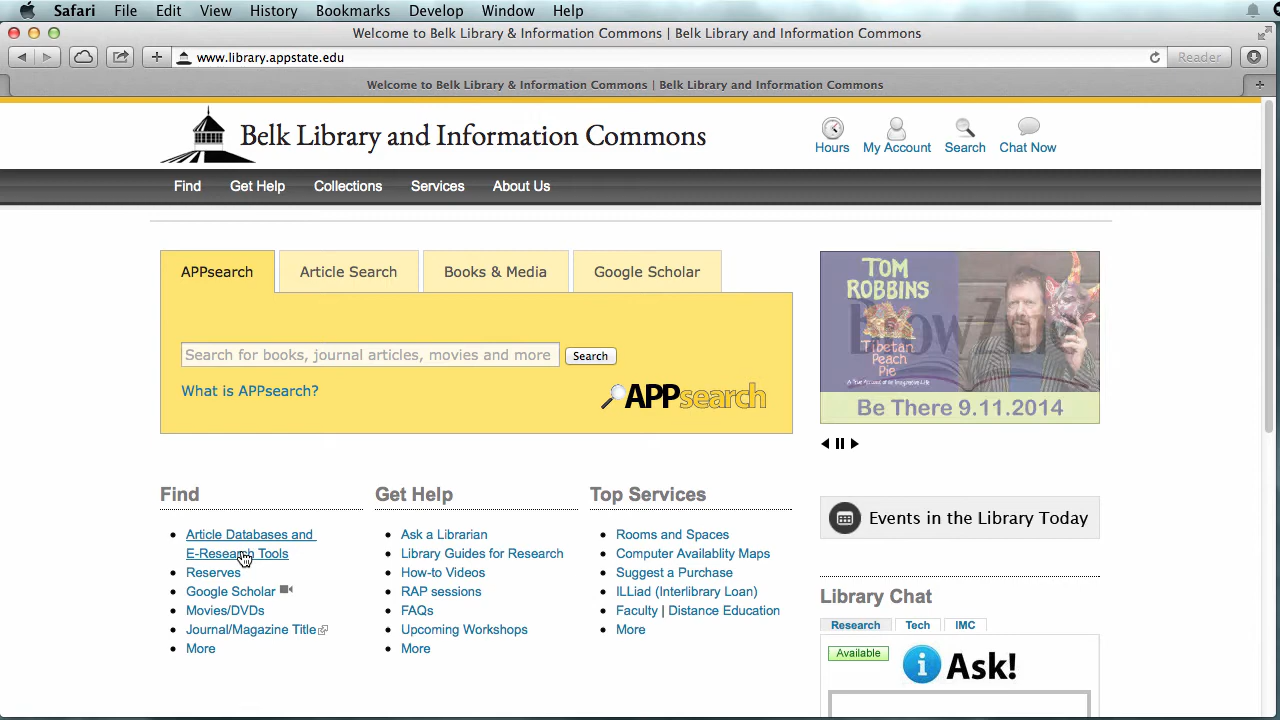 Safari File Edit View History Bookmarks Develop Window Help
Welcome to Belk Library & Information Commons | Belk Library and Information Commons
www.library.appstate.edu
Reader
Welcome to Belk Library & Information Commons | Belk Library and Information Commons
Belk Library and Information Commons
Hours My Account Search Chat Now
Find Get Help Collections Services About Us
APPsearch Article Search Books & Media Google Scholar
Search for books, journal articles, movies and more
Search
What is APPsearch?
APPsearch
TOM
ROBBINS
Tibetan
Peach
Pie
A True Account of an Imaginative Life
Be There 9.11.2014
Find
Article Databases and
E-Research Tools
Reserves
Google Scholar
Movies/DVDs
Journal/Magazine Title
More
Get Help
Ask a Librarian
Library Guides for Research
How-to Videos
RAP sessions
FAQs
Upcoming Workshops
More
Top Services
Rooms and Spaces
Computer Availablity Maps
Suggest a Purchase
ILLiad (Interlibrary Loan)
Faculty | Distance Education
More
Events in the Library Today
Library Chat
Research Tech IMC
Available
i Ask!